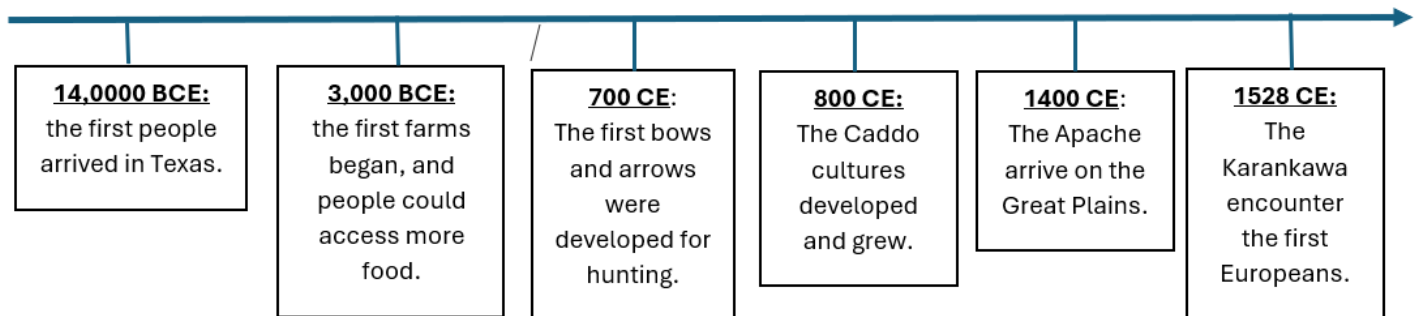 14,0000 BCE:
the first people
arrived in Texas.
3,000 BCE:
the first farms
began, and
people could
access more
food.
700 CE:
The first bows
and arrows
were
developed for
hunting.
800 CE:
The Caddo
cultures
developed
and grew.
1400 CE:
The Apache
arrive on the
Great Plains.
1528 CE:
The
Karankawa
encounter
the first
Europeans.